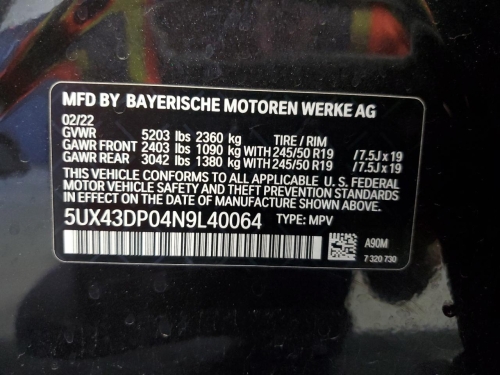 MFD BY BAYERISCHE MOTOREN WERKE AG
02/22
GVWR 5203 lbs 2360 kg TIRE / RIM
GAWR FRONT 2403 lbs 1090 kg WITH 245/50 R19 /7.5J x 19
GAWR REAR 3042 lbs 1380 kg WITH 245/50 R19 /7.5J x 19
THIS VEHICLE CONFORMS TO ALL APPLICABLE U. S. FEDERAL
MOTOR VEHICLE SAFETY AND THEFT PREVENTION STANDARDS
IN EFFECT ON THE DATE OF MANUFACTURE SHOWN ABOVE.
5UX43DP04N9L40064 TYPE: MPV
A90M
7 320 730